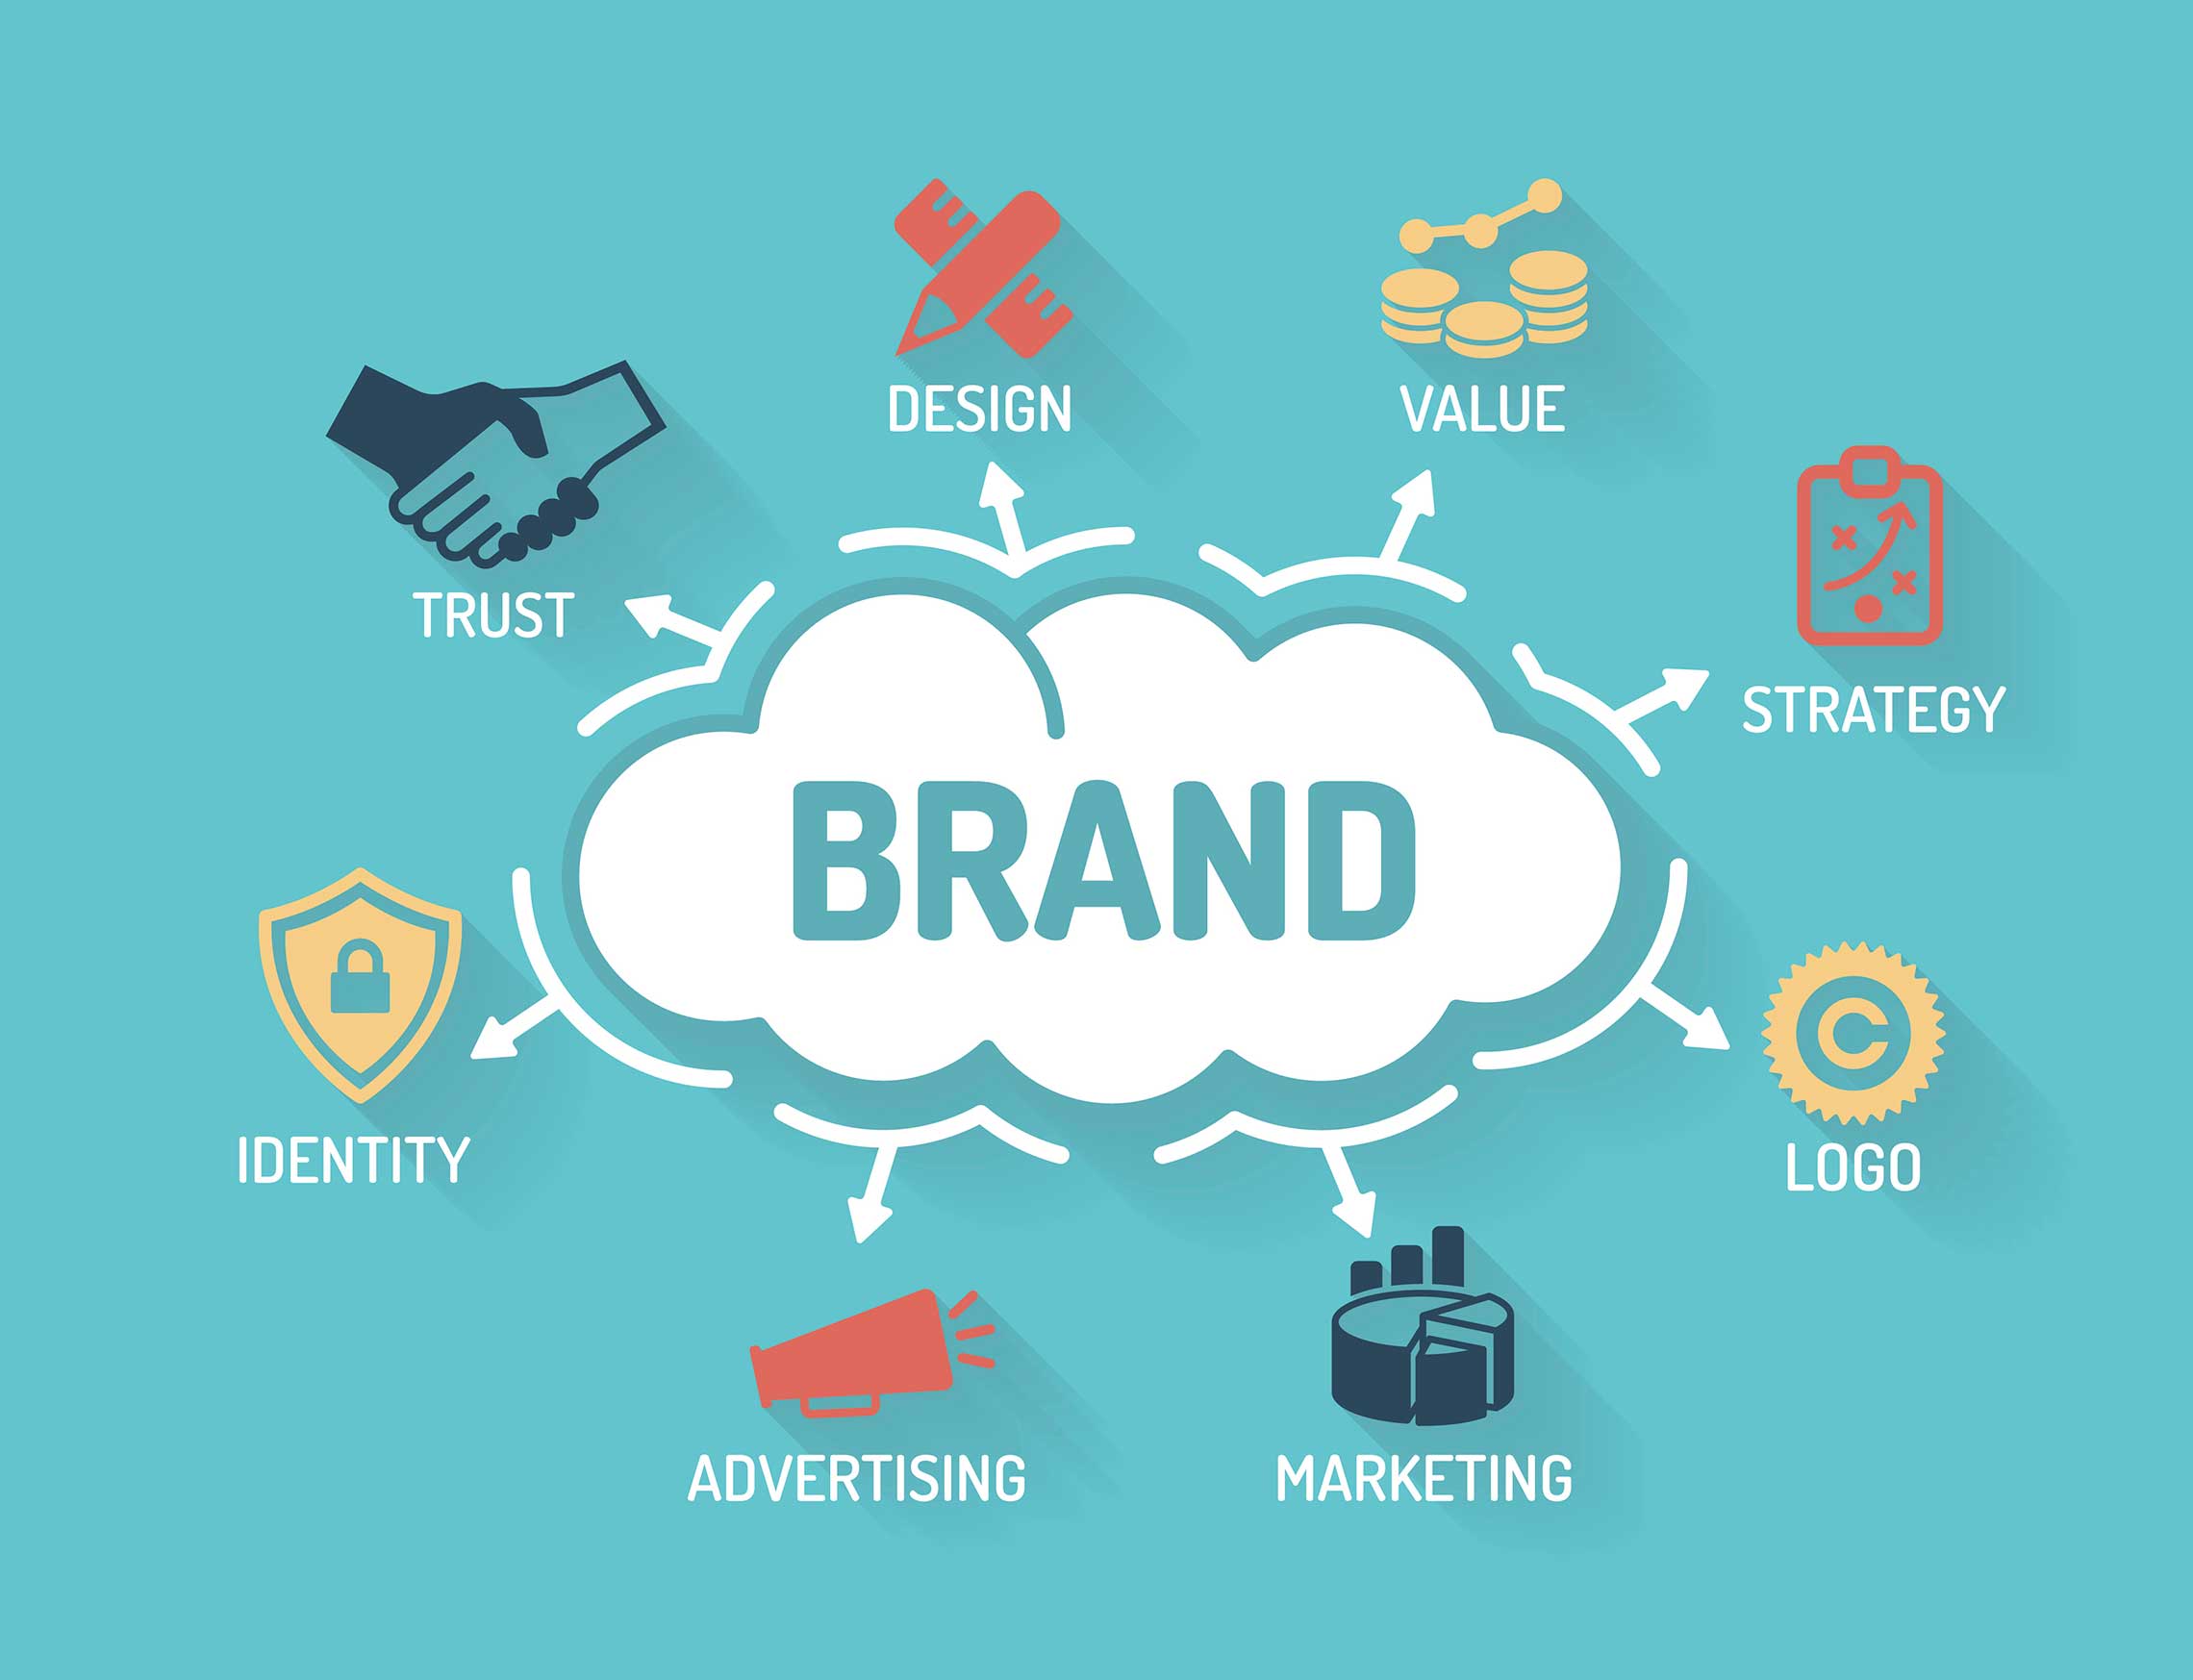 DESIGN
VALUE
TRUST
STRATEGY
BRAND
IDENTITY
LOGO
ADVERTISING
MARKETING